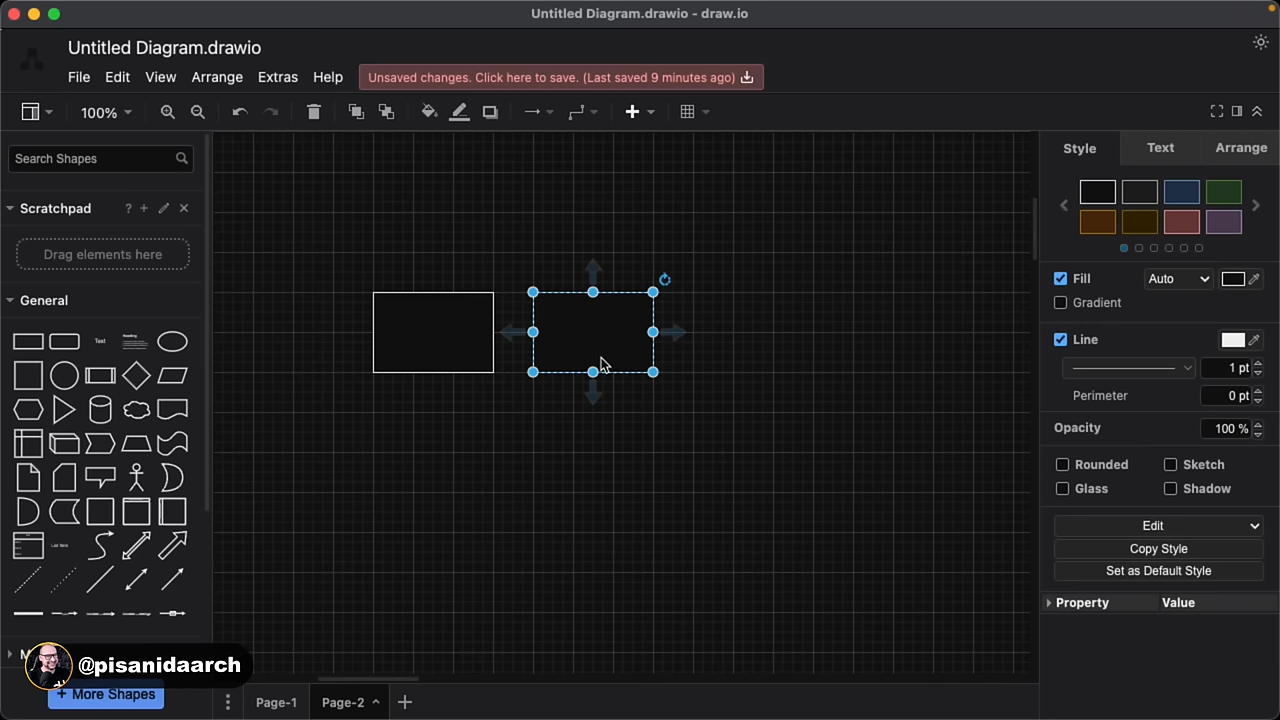 Untitled Diagram.drawio - draw.io
Untitled Diagram.drawio
File Edit View Arrange Extras Help
Unsaved changes. Click here to save. (Last saved 9 minutes ago)
100%
Search Shapes
Scratchpad ? + ×
Drag elements here
General
Text
Heading
List Item
@pisanidaarch
+ More Shapes
Page-1 Page-2 +
Style Text Arrange
Fill Auto
Gradient
Line
1 pt
Perimeter 0 pt
Opacity 100 %
Rounded Sketch
Glass Shadow
Edit
Copy Style
Set as Default Style
Property Value